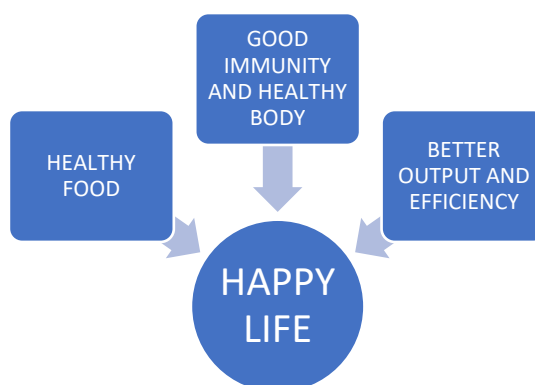 GOOD
IMMUNITY
AND HEALTHY
BODY
HEALTHY
FOOD
BETTER
OUTPUT AND
EFFICIENCY
HAPPY
LIFE